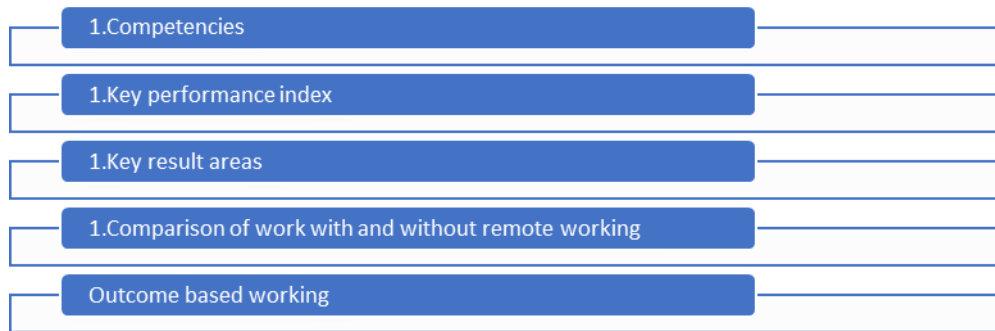 1.Competencies
1.Key performance index
1.Key result areas
1.Comparison of work with and without remote working
Outcome based working